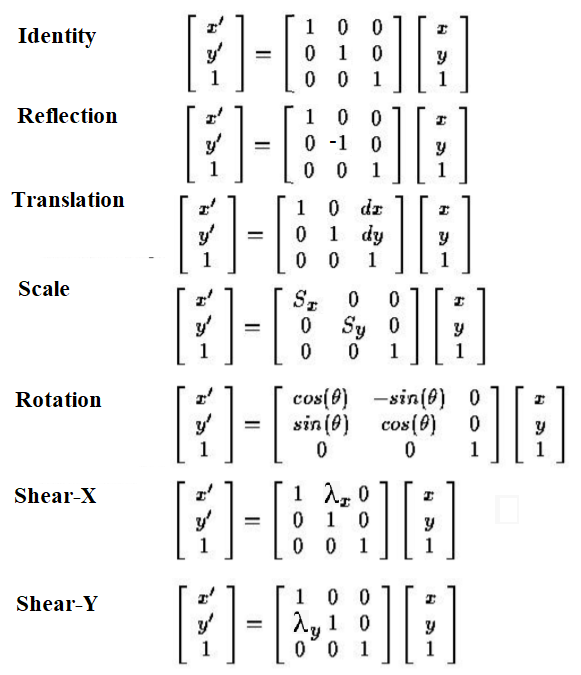 Identity
[ x′ ] = [ 1 0 0 ] [ x ]
[ y′ ] = [ 0 1 0 ] [ y ]
[ 1 ] = [ 0 0 1 ] [ 1 ]
Reflection
[ x′ ] = [ 1 0 0 ] [ x ]
[ y′ ] = [ 0 -1 0 ] [ y ]
[ 1 ] = [ 0 0 1 ] [ 1 ]
Translation
[ x′ ] = [ 1 0 dx ] [ x ]
[ y′ ] = [ 0 1 dy ] [ y ]
[ 1 ] = [ 0 0 1 ] [ 1 ]
Scale
[ x′ ] = [ Sx 0 0 ] [ x ]
[ y′ ] = [ 0 Sy 0 ] [ y ]
[ 1 ] = [ 0 0 1 ] [ 1 ]
Rotation
[ x′ ] = [ cos(θ) −sin(θ) 0 ] [ x ]
[ y′ ] = [ sin(θ) cos(θ) 0 ] [ y ]
[ 1 ] = [ 0 0 1 ] [ 1 ]
Shear-X
[ x′ ] = [ 1 λx 0 ] [ x ]
[ y′ ] = [ 0 1 0 ] [ y ]
[ 1 ] = [ 0 0 1 ] [ 1 ]
Shear-Y
[ x′ ] = [ 1 0 0 ] [ x ]
[ y′ ] = [ λy 1 0 ] [ y ]
[ 1 ] = [ 0 0 1 ] [ 1 ]